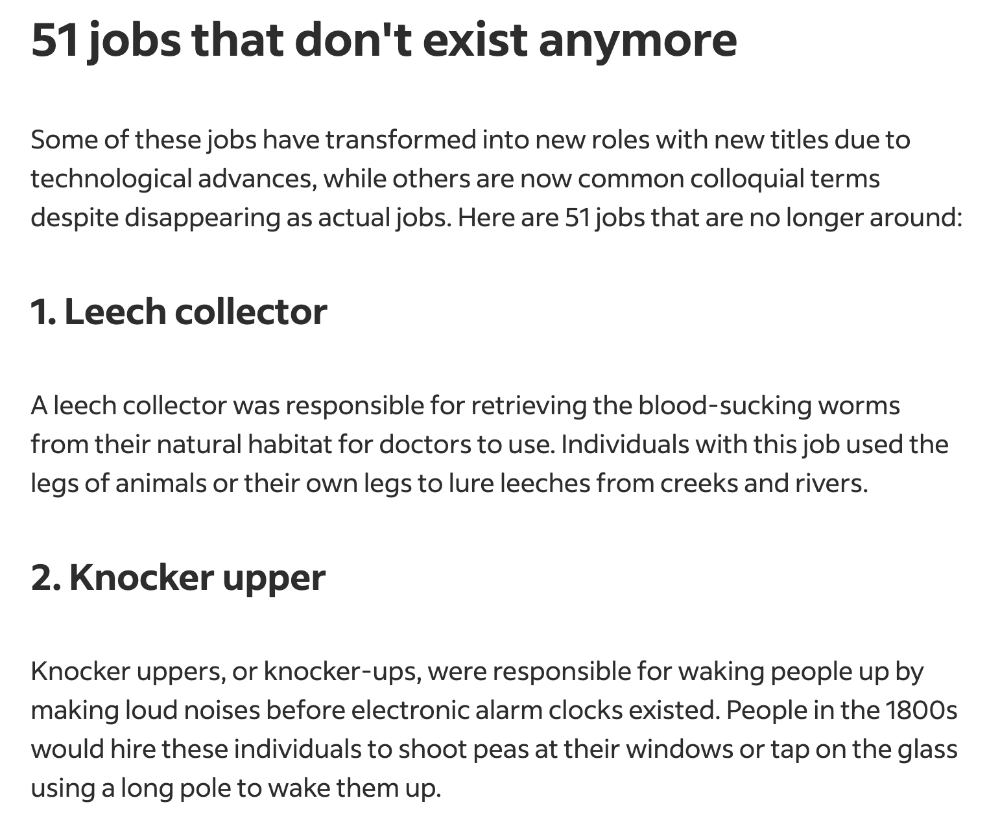 51 jobs that don't exist anymore
Some of these jobs have transformed into new roles with new titles due to
technological advances, while others are now common colloquial terms
despite disappearing as actual jobs. Here are 51 jobs that are no longer around:
1. Leech collector
A leech collector was responsible for retrieving the blood-sucking worms
from their natural habitat for doctors to use. Individuals with this job used the
legs of animals or their own legs to lure leeches from creeks and rivers.
2. Knocker upper
Knocker uppers, or knocker-ups, were responsible for waking people up by
making loud noises before electronic alarm clocks existed. People in the 1800s
would hire these individuals to shoot peas at their windows or tap on the glass
using a long pole to wake them up.